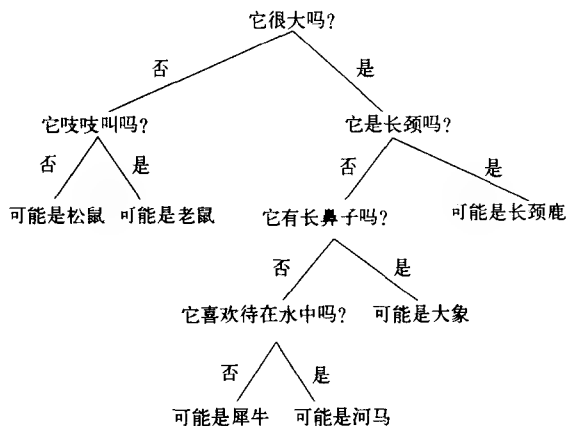 它很大吗?
否
是
它吱吱叫吗?
它是长颈吗?
否
是
否
是
可能是松鼠
可能是老鼠
它有长鼻子吗?
可能是长颈鹿
否
是
它喜欢待在水中吗?
可能是大象
否
是
可能是犀牛
可能是河马